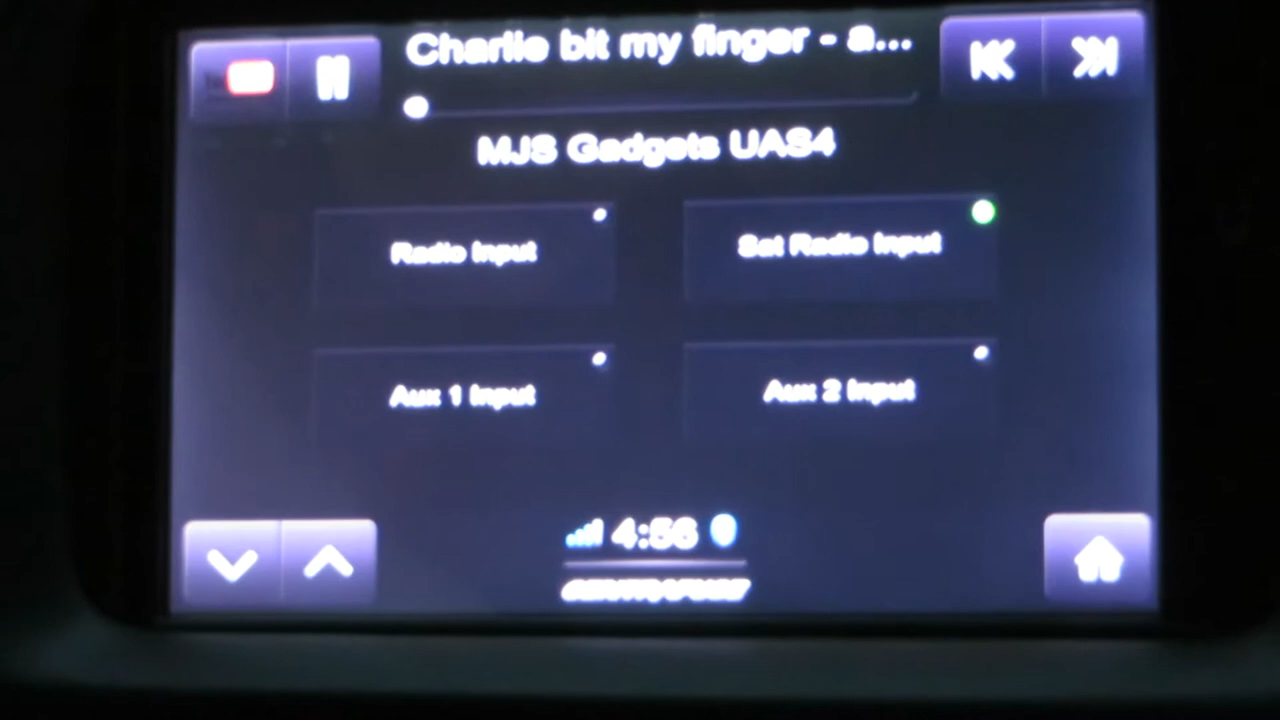 Charlie bit my finger - a...
MJS Gadgets UAS4
Radio Input
Sat Radio Input
Aux 1 Input
Aux 2 Input
4:56